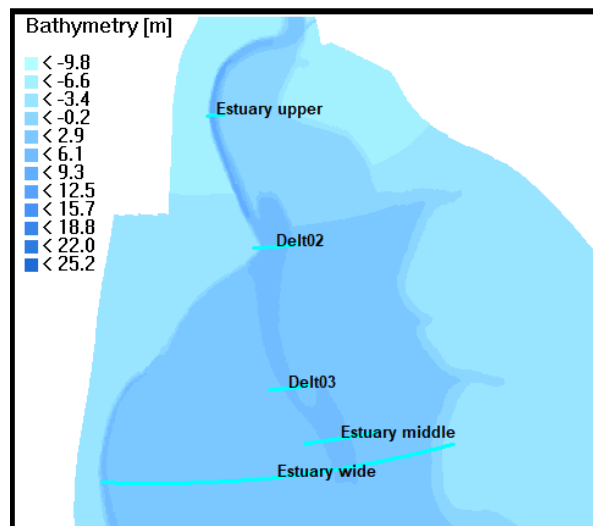 Bathymetry [m]
< -9.8
< -6.6
< -3.4
< -0.2
< 2.9
< 6.1
< 9.3
< 12.5
< 15.7
< 18.8
< 22.0
< 25.2
Estuary upper
Delt02
Delt03
Estuary middle
Estuary wide